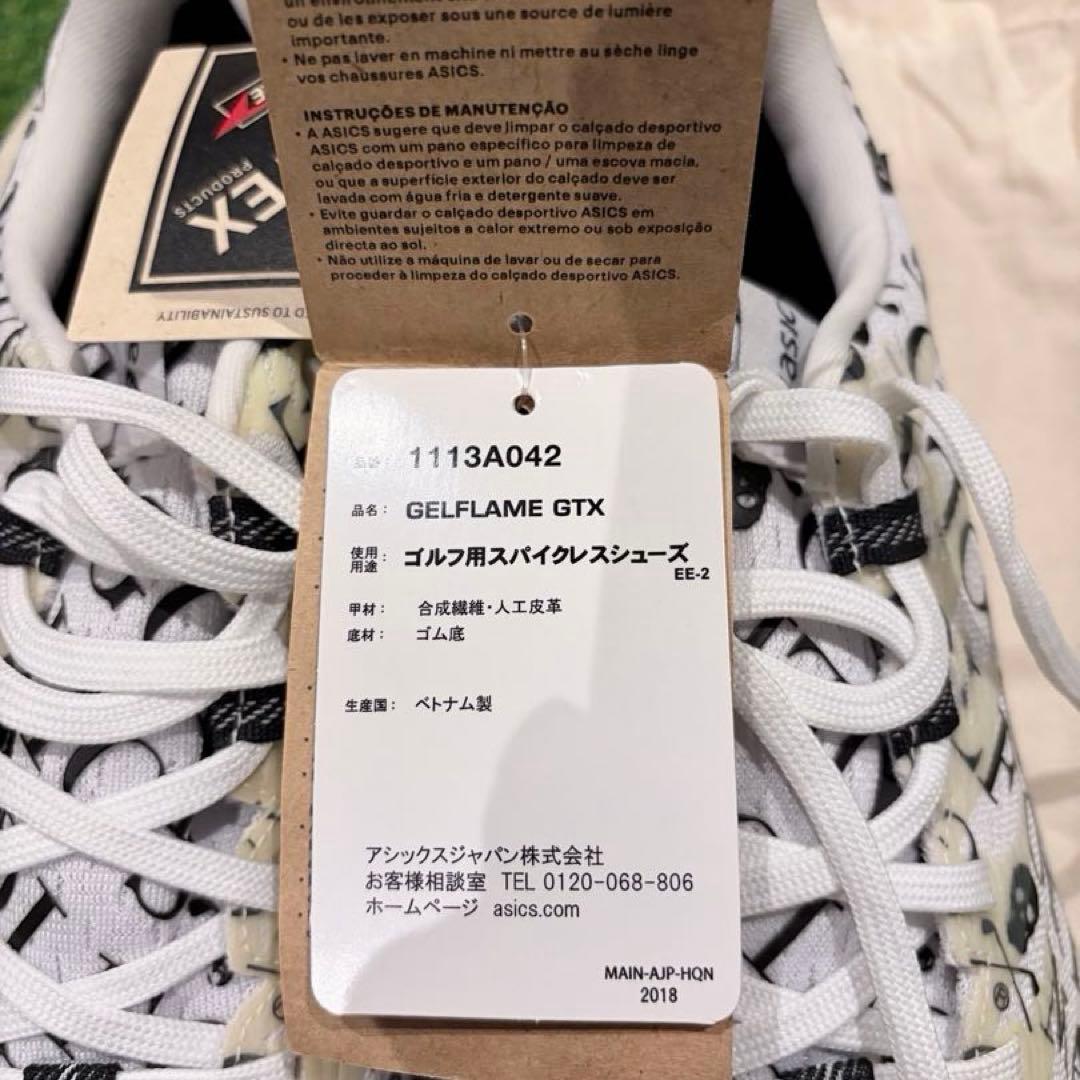 ou de les exposer sous une source de lumière
importante.
• Ne pas laver en machine ni mettre au sèche linge
vos chaussures ASICS.
INSTRUÇÕES DE MANUTENÇÃO
• A ASICS sugere que deve limpar o calçado desportivo
ASICS com um pano específico para limpeza de
calçado desportivo e um pano / uma escova macia,
ou que a superfície exterior do calçado deve ser
lavada com água fria e detergente suave.
• Evite guardar o calçado desportivo ASICS em
ambientes sujeitos a calor extremo ou sob exposição
directa ao sol.
• Não utilize a máquina de lavar ou de secar para
proceder à limpeza do calçado desportivo ASICS.
EX
PRODUCTS
TO SUSTAINABILITY
asic
品番: 1113A042
品名: GELFLAME GTX
使用用途: ゴルフ用スパイクレスシューズ
EE-2
甲材: 合成繊維・人工皮革
底材: ゴム底
生産国: ベトナム製
アシックスジャパン株式会社
お客様相談室 TEL 0120-068-806
ホームページ asics.com
MAIN-AJP-HQN
2018